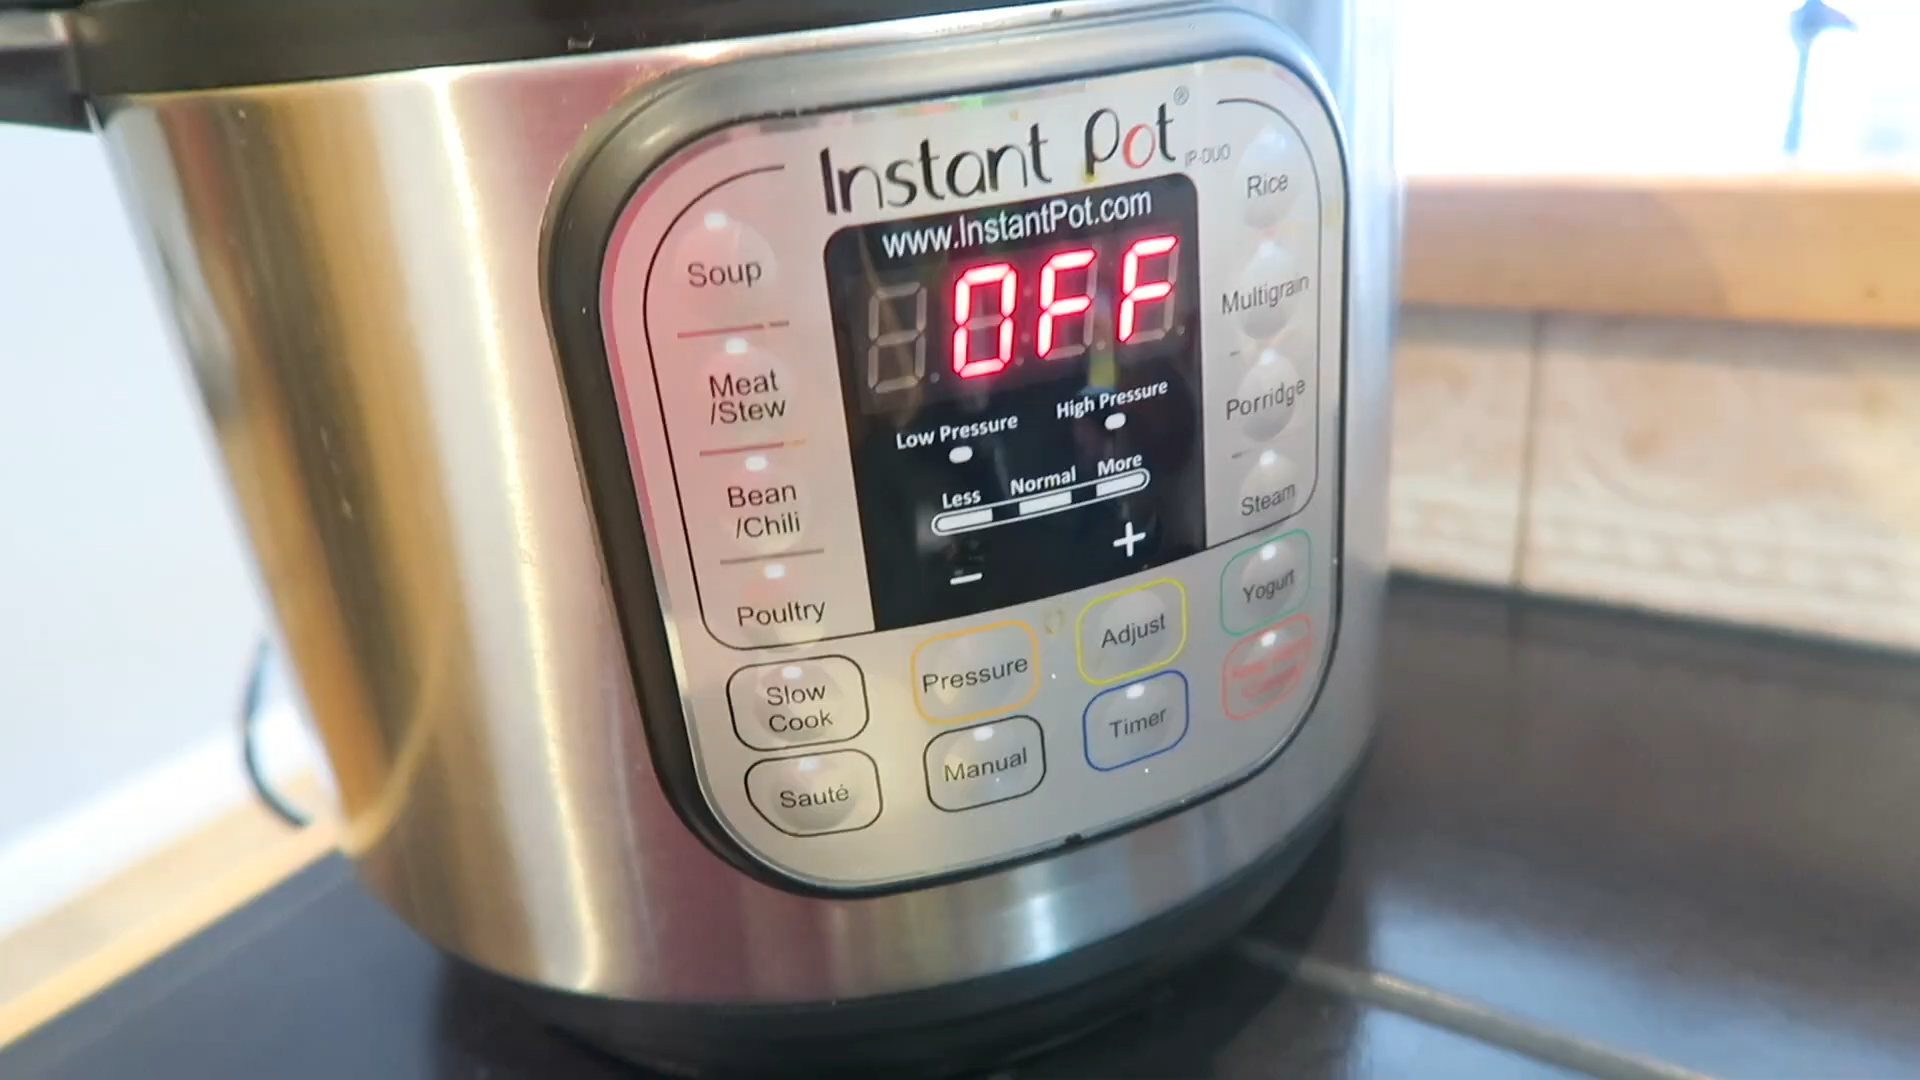 Instant Pot®
IP-DUO
www.InstantPot.com
OFF
Low Pressure
High Pressure
Less
Normal
More
−
+
Soup
Meat
/Stew
Bean
/Chili
Poultry
Slow
Cook
Sauté
Pressure
Manual
Adjust
Timer
Rice
Multigrain
Porridge
Steam
Yogurt